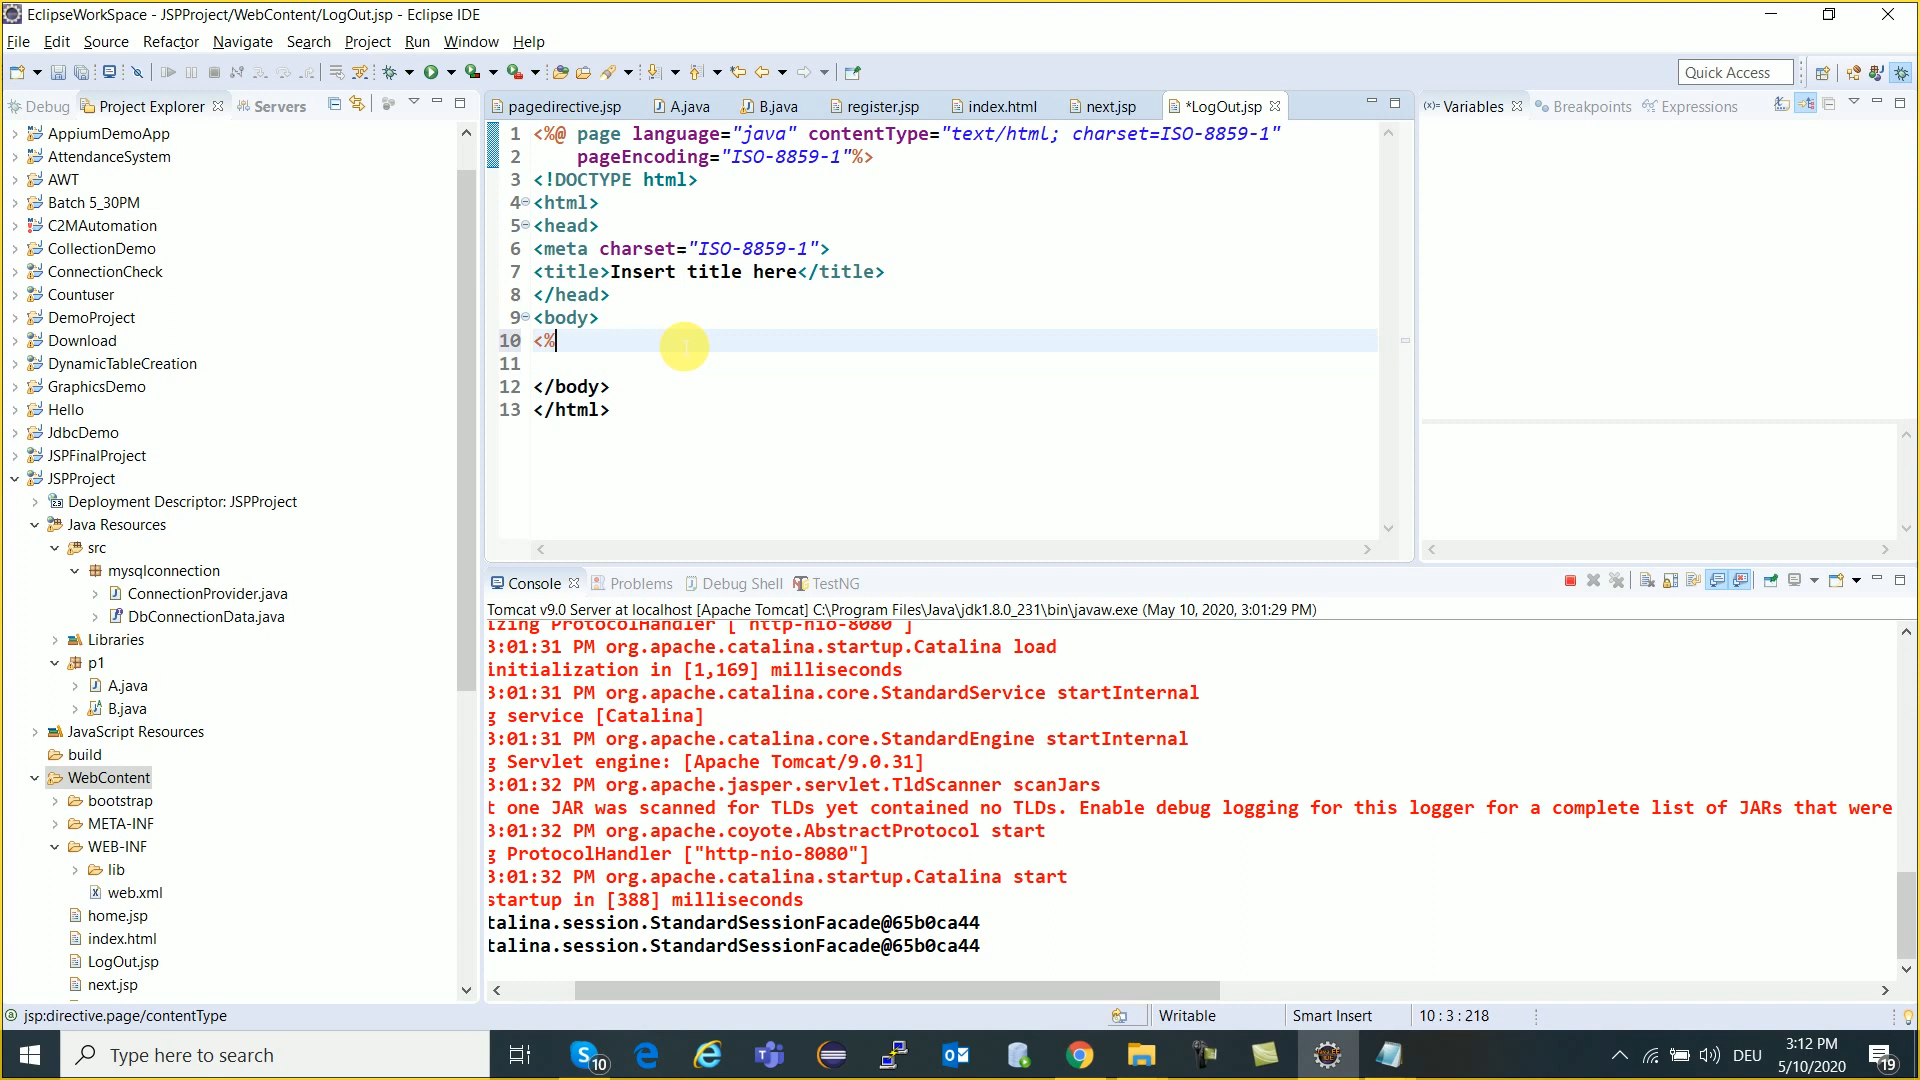 EclipseWorkSpace - JSPProject/WebContent/LogOut.jsp - Eclipse IDE
File Edit Source Refactor Navigate Search Project Run Window Help
Quick Access
Debug Project Explorer Servers
AppiumDemoApp
AttendanceSystem
AWT
Batch 5_30PM
C2MAutomation
CollectionDemo
ConnectionCheck
Countuser
DemoProject
Download
DynamicTableCreation
GraphicsDemo
Hello
JdbcDemo
JSPFinalProject
JSPProject
Deployment Descriptor: JSPProject
Java Resources
src
mysqlconnection
ConnectionProvider.java
DbConnectionData.java
Libraries
p1
A.java
B.java
JavaScript Resources
build
WebContent
bootstrap
META-INF
WEB-INF
lib
web.xml
home.jsp
index.html
LogOut.jsp
next.jsp
pagedirective.jsp A.java B.java register.jsp index.html next.jsp *LogOut.jsp
1 <%@ page language="java" contentType="text/html; charset=ISO-8859-1"
2 pageEncoding="ISO-8859-1"%>
3 <!DOCTYPE html>
4 <html>
5 <head>
6 <meta charset="ISO-8859-1">
7 <title>Insert title here</title>
8 </head>
9 <body>
10 <%
11
12 </body>
13 </html>
(x)= Variables Breakpoints Expressions
Console Problems Debug Shell TestNG
Tomcat v9.0 Server at localhost [Apache Tomcat] C:\Program Files\Java\jdk1.8.0_231\bin\javaw.exe (May 10, 2020, 3:01:29 PM)
izing ProtocolHandler ["http-nio-8080"]
3:01:31 PM org.apache.catalina.startup.Catalina load
initialization in [1,169] milliseconds
3:01:31 PM org.apache.catalina.core.StandardService startInternal
g service [Catalina]
3:01:31 PM org.apache.catalina.core.StandardEngine startInternal
g Servlet engine: [Apache Tomcat/9.0.31]
3:01:32 PM org.apache.jasper.servlet.TldScanner scanJars
t one JAR was scanned for TLDs yet contained no TLDs. Enable debug logging for this logger for a complete list of JARs that were
3:01:32 PM org.apache.coyote.AbstractProtocol start
g ProtocolHandler ["http-nio-8080"]
3:01:32 PM org.apache.catalina.startup.Catalina start
startup in [388] milliseconds
talina.session.StandardSessionFacade@65b0ca44
talina.session.StandardSessionFacade@65b0ca44
jsp:directive.page/contentType
Writable
Smart Insert
10 : 3 : 218
Type here to search
10
DEU
3:12 PM
5/10/2020
19